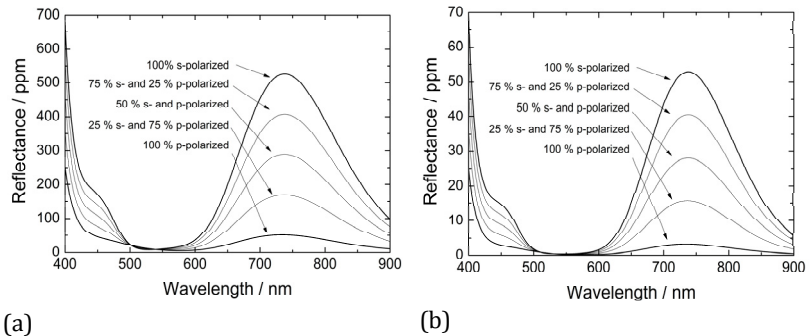 700
600
500
400
300
200
100
0
Reflectance / ppm
100% s-polarized
75 % s- and 25 % p-polarized
50 % s- and p-polarized
25 % s- and 75 % p-polarized
100 % p-polarized
400 500 600 700 800 900
Wavelength / nm
(a)
70
60
50
40
30
20
10
0
Reflectance / ppm
100 % s-polarized
75 % s- and 25 % p-polarized
50 % s- and p-polarized
25 % s- and 75 % p-polarized
100 % p-polarized
400 500 600 700 800 900
Wavelength / nm
(b)